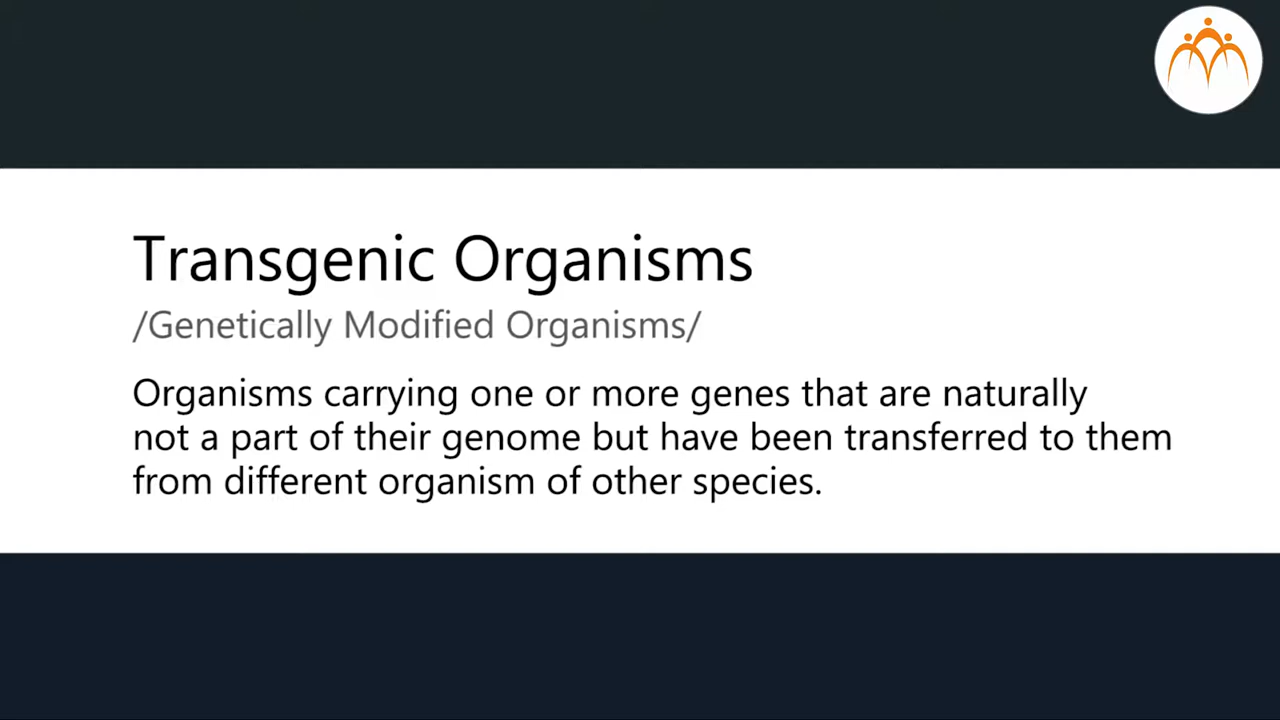 Transgenic Organisms
/Genetically Modified Organisms/
Organisms carrying one or more genes that are naturally
not a part of their genome but have been transferred to them
from different organism of other species.